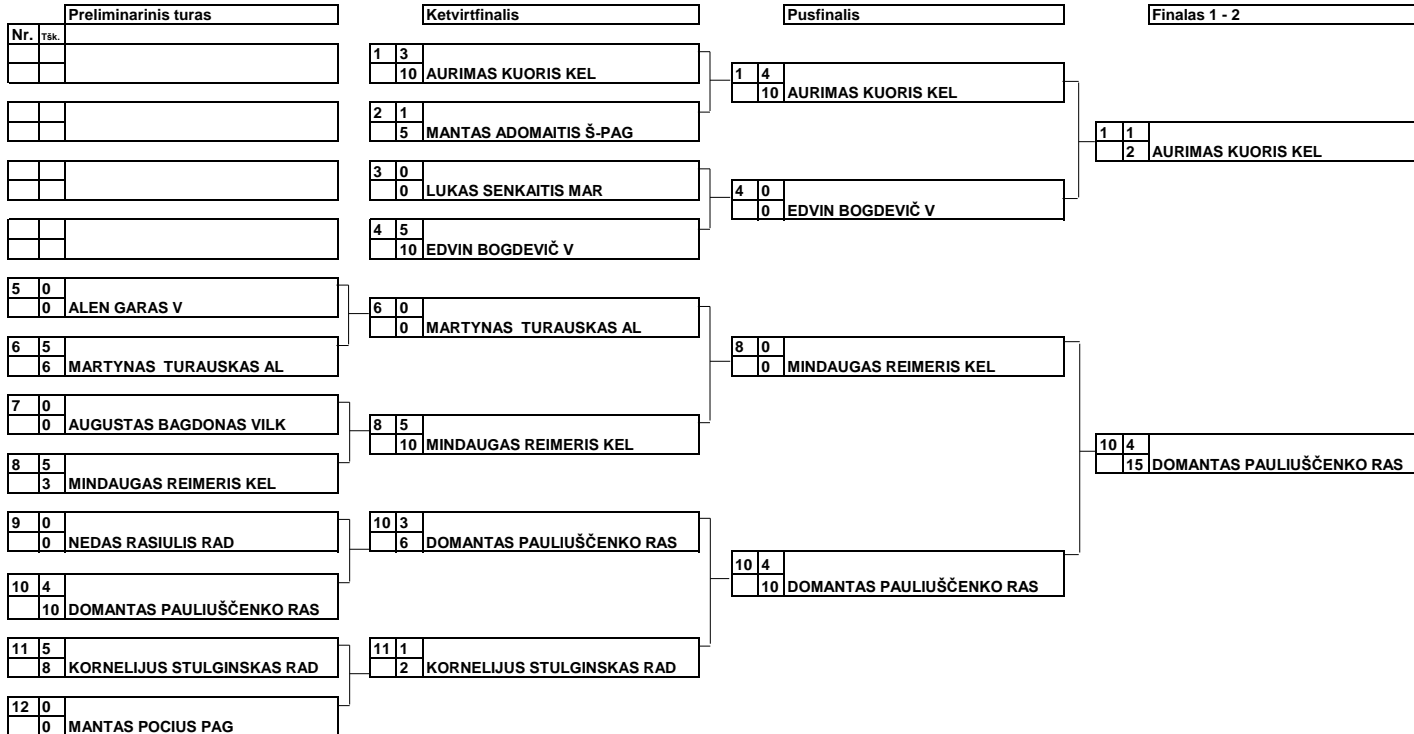 Preliminarinis turas
Nr. Tšk.
5 0
0 ALEN GARAS V
6 5
6 MARTYNAS  TURAUSKAS AL
7 0
0 AUGUSTAS BAGDONAS VILK
8 5
3 MINDAUGAS REIMERIS KEL
9 0
0 NEDAS RASIULIS RAD
10 4
10 DOMANTAS PAULIUŠČENKO RAS
11 5
8 KORNELIJUS STULGINSKAS RAD
12 0
0 MANTAS POCIUS PAG
Ketvirtfinalis
1 3
10 AURIMAS KUORIS KEL
2 1
5 MANTAS ADOMAITIS Š-PAG
3 0
0 LUKAS SENKAITIS MAR
4 5
10 EDVIN BOGDEVIČ V
6 0
0 MARTYNAS  TURAUSKAS AL
8 5
10 MINDAUGAS REIMERIS KEL
10 3
6 DOMANTAS PAULIUŠČENKO RAS
11 1
2 KORNELIJUS STULGINSKAS RAD
Pusfinalis
1 4
10 AURIMAS KUORIS KEL
4 0
0 EDVIN BOGDEVIČ V
8 0
0 MINDAUGAS REIMERIS KEL
10 4
10 DOMANTAS PAULIUŠČENKO RAS
Finalas 1 - 2
1 1
2 AURIMAS KUORIS KEL
10 4
15 DOMANTAS PAULIUŠČENKO RAS